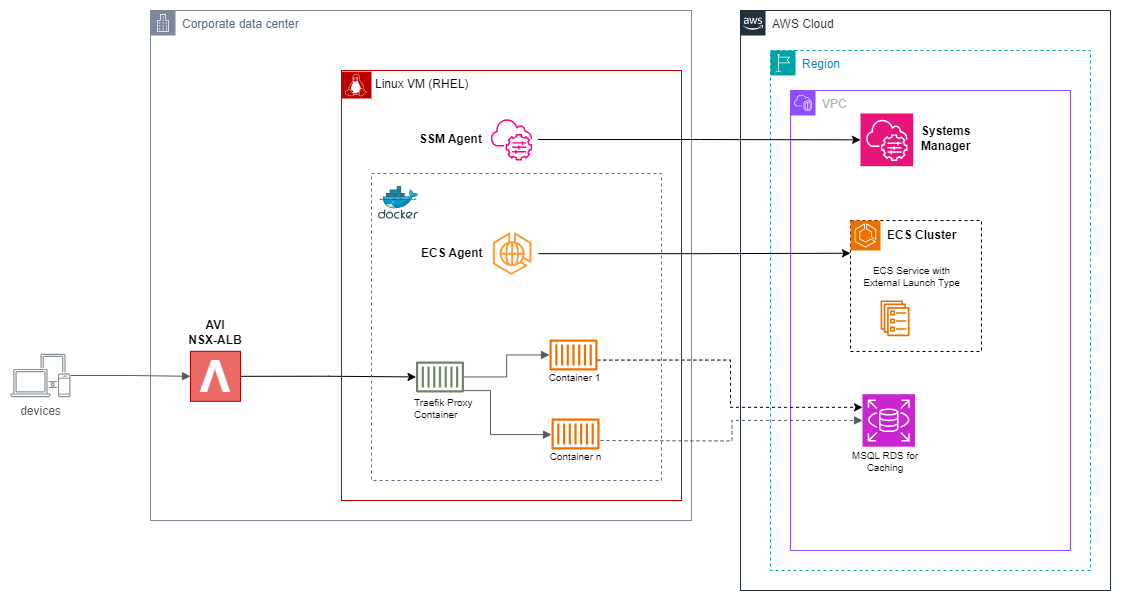 Corporate data center
aws
AWS Cloud
Region
Linux VM (RHEL)
VPC
SSM Agent
Systems
Manager
docker
ECS Agent
ECS Cluster
ECS Service with
External Launch Type
AVI
NSX-ALB
Container 1
devices
Traefik Proxy
Container
Container n
MSQL RDS for
Caching